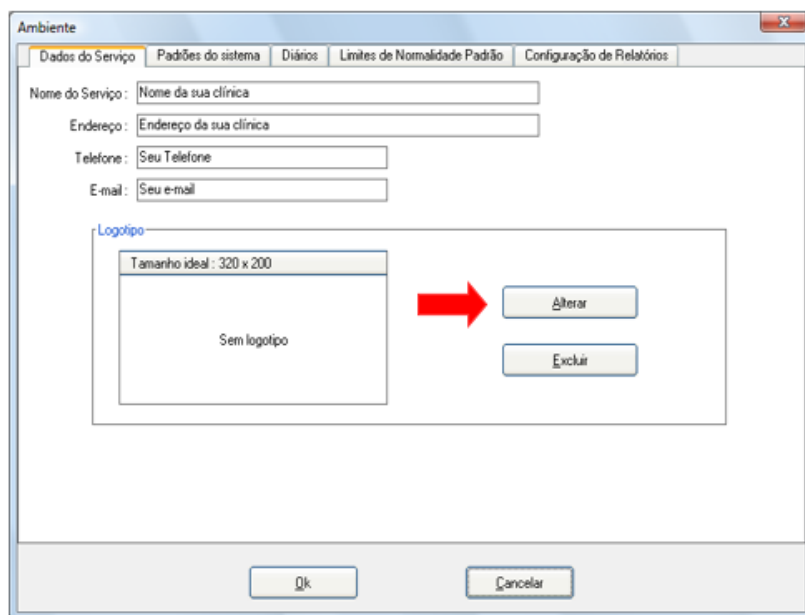 Ambiente
Dados do Serviço Padrões do sistema Diários Limites de Normalidade Padrão Configuração de Relatórios
Nome do Serviço : Nome da sua clínica
Endereço : Endereço da sua clínica
Telefone : Seu Telefone
E-mail : Seu e-mail
Logotipo
Tamanho ideal : 320 x 200
Sem logotipo
Alterar
Excluir
Ok Cancelar